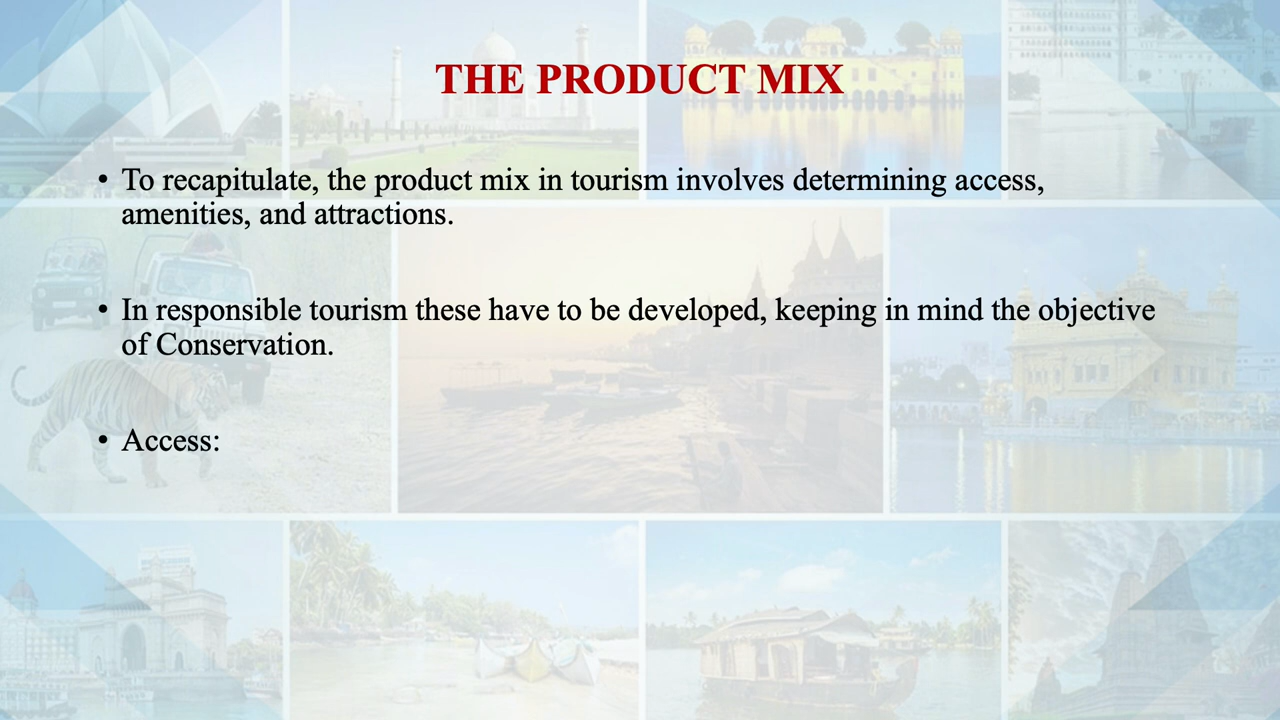 THE PRODUCT MIX
• To recapitulate, the product mix in tourism involves determining access,
amenities, and attractions.
• In responsible tourism these have to be developed, keeping in mind the objective
of Conservation.
• Access: